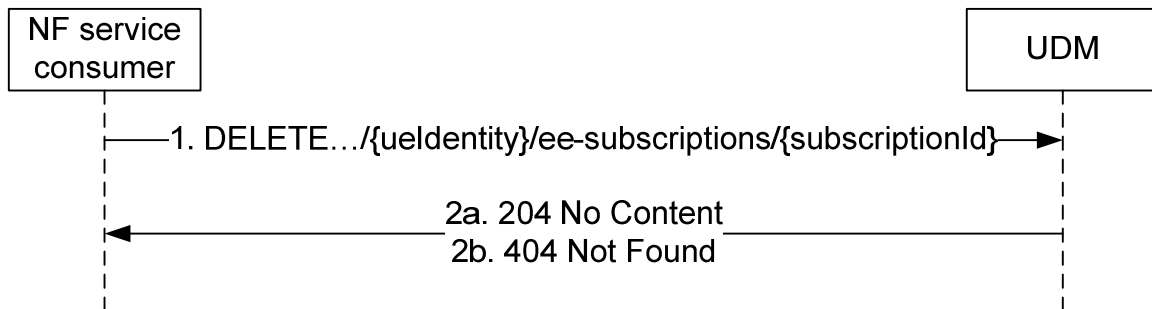 NF service
consumer
UDM
1. DELETE…/{ueIdentity}/ee-subscriptions/{subscriptionId}
2a. 204 No Content
2b. 404 Not Found